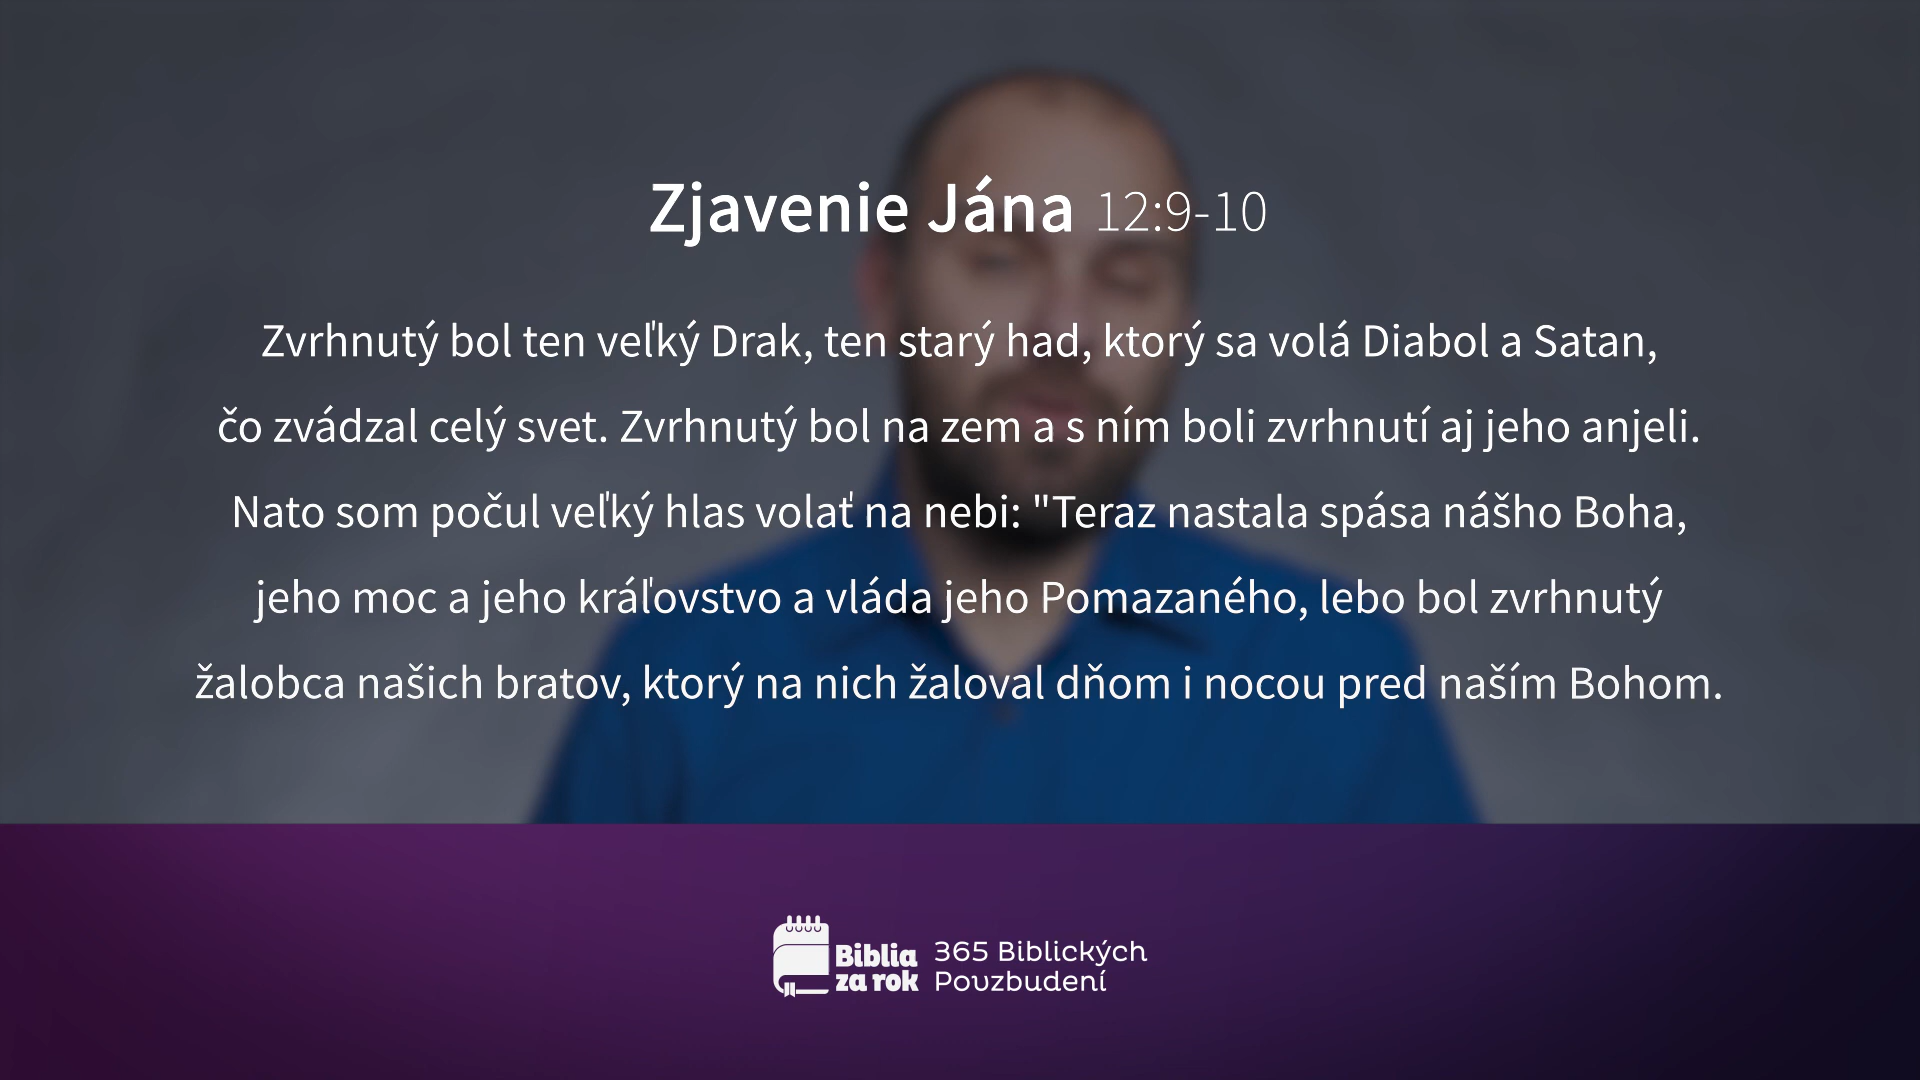 Zjavenie Jána 12:9-10
Zvrhnutý bol ten veľký Drak, ten starý had, ktorý sa volá Diabol a Satan,
čo zvádzal celý svet. Zvrhnutý bol na zem a s ním boli zvrhnutí aj jeho anjeli.
Nato som počul veľký hlas volať na nebi: "Teraz nastala spása nášho Boha,
jeho moc a jeho kráľovstvo a vláda jeho Pomazaného, lebo bol zvrhnutý
žalobca našich bratov, ktorý na nich žaloval dňom i nocou pred naším Bohom.
Biblia
za rok
365 Biblických
Povzbudení